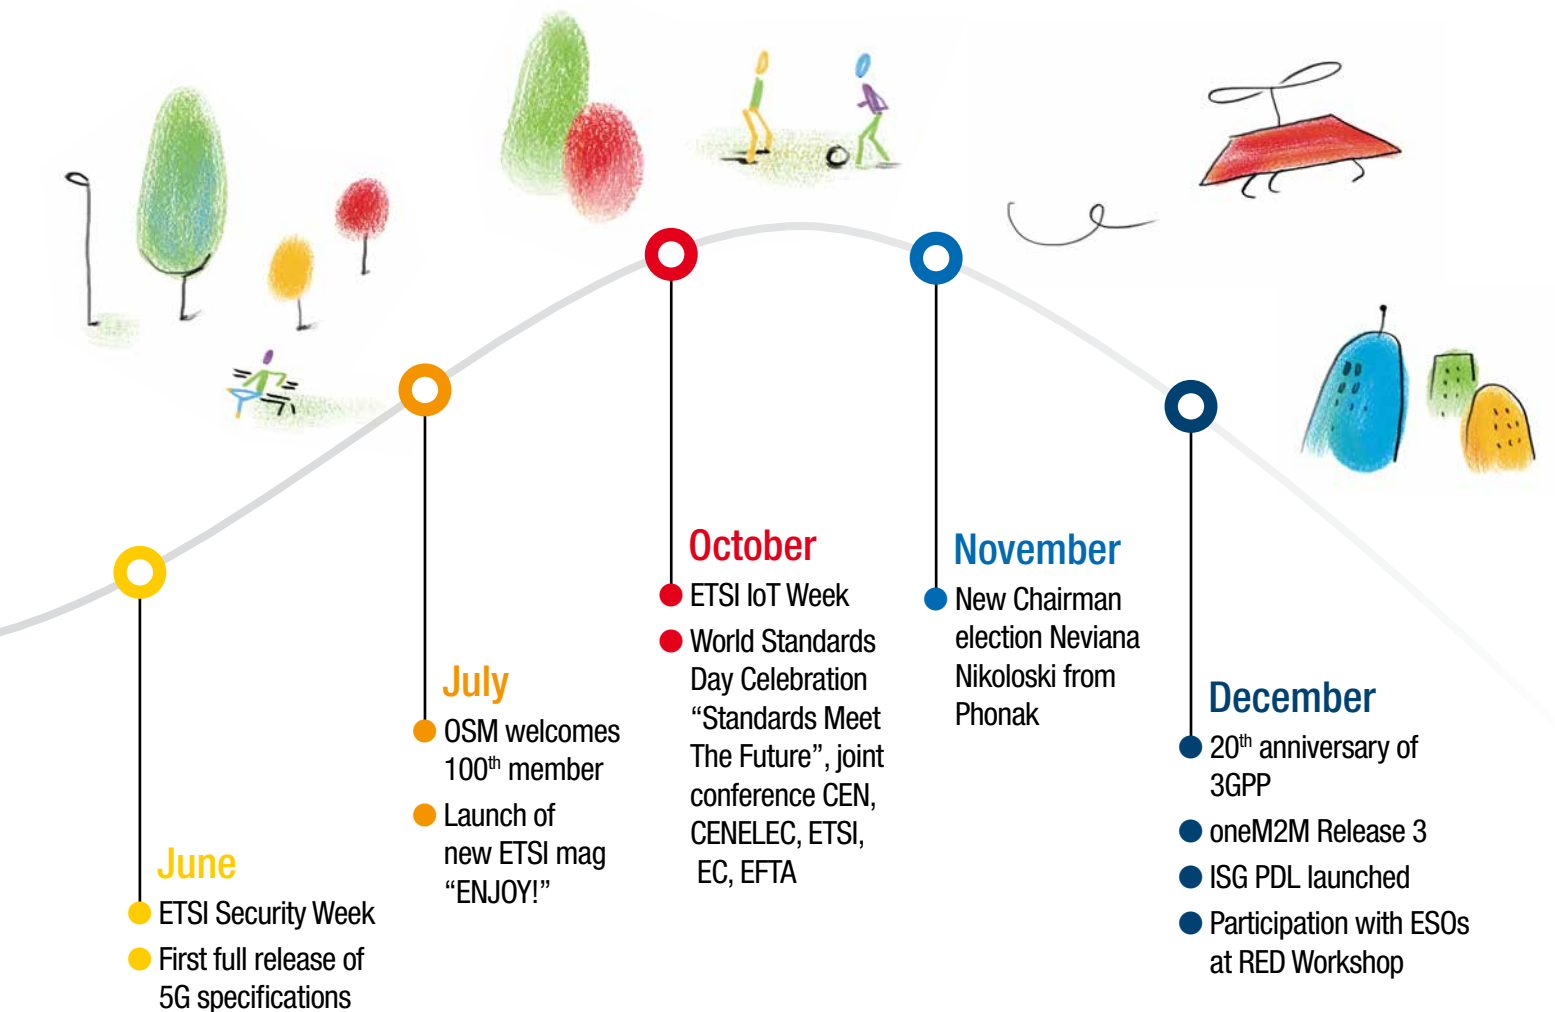 June
ETSI Security Week
First full release of
5G specifications
July
OSM welcomes
100th member
Launch of
new ETSI mag
“ENJOY!”
October
ETSI IoT Week
World Standards
Day Celebration
“Standards Meet
The Future”, joint
conference CEN,
CENELEC, ETSI,
EC, EFTA
November
New Chairman
election Neviana
Nikoloski from
Phonak
December
20th anniversary of
3GPP
oneM2M Release 3
ISG PDL launched
Participation with ESOs
at RED Workshop